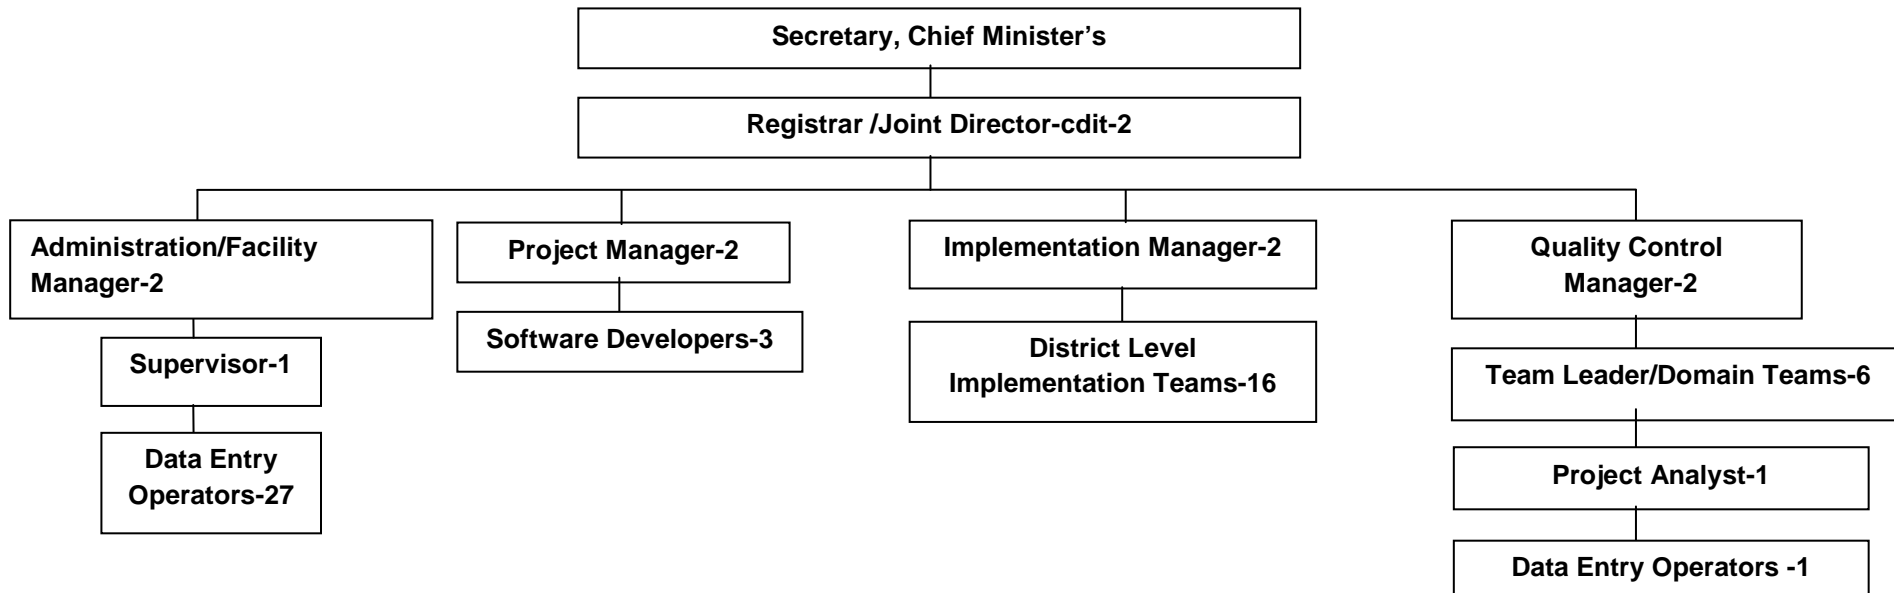 Secretary, Chief Minister’s
Registrar /Joint Director-cdit-2
Administration/Facility
Manager-2
Project Manager-2
Implementation Manager-2
Quality Control
Manager-2
Supervisor-1
Software Developers-3
District Level
Implementation Teams-16
Team Leader/Domain Teams-6
Data Entry
Operators-27
Project Analyst-1
Data Entry Operators -1